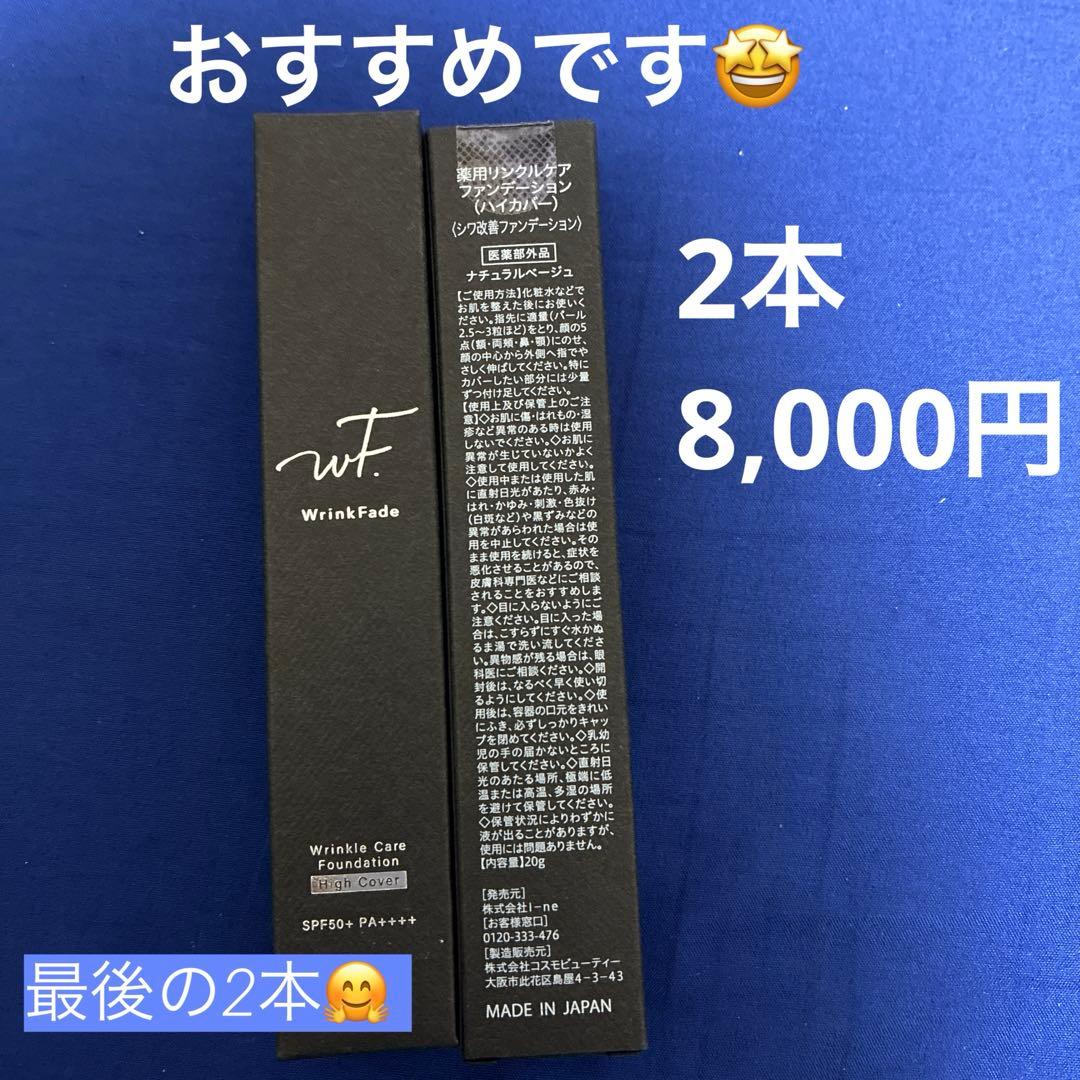 おすすめです🤩
2本
8,000円
wF.
WrinkFade
Wrinkle Care
Foundation
High Cover
SPF50+ PA++++
薬用リンクルケア
ファンデーション
(ハイカバー)
〈シワ改善ファンデーション〉
医薬部外品
ナチュラルベージュ
【ご使用方法】化粧水などで
お肌を整えた後にお使いく
ださい。指先に適量(パール
2.5〜3粒ほど)をとり、顔の5
点(額・両頬・鼻・顎)にのせ、
顔の中心から外側へ指でや
さしく伸ばしてください。特に
カバーしたい部分には少量
ずつ付け足してください。
【使用上及び保管上のご注
意】◇お肌に傷・はれもの・湿
疹など異常のある時は使用
しないでください。◇お肌に
異常が生じていないかよく
注意して使用してください。
◇使用中または使用した肌
に直射日光があたり、赤み・
はれ・かゆみ・刺激・色抜け
(白斑など)や黒ずみなどの
異常があらわれた場合は使
用を中止してください。その
まま使用を続けると、症状を
悪化させることがあるので、
皮膚科専門医などにご相談
されることをおすすめしま
す。◇目に入らないようにご
注意ください。目に入った場
合は、こすらずにすぐ水かぬ
るま湯で洗い流してくださ
い。異物感が残る場合は、眼
科医にご相談ください。◇開
封後は、なるべく早く使い切
るようにしてください。◇使
用後は、容器の口元をきれい
にふき、必ずしっかりキャッ
プを閉めてください。◇乳幼
児の手の届かないところに
保管してください。◇直射日
光のあたる場所、極端に低
温または高温、多湿の場所
を避けて保管してください。
◇保管状況によりわずかに
液が出ることがありますが、
使用には問題ありません。
【内容量】20g
[発売元]
株式会社I-ne
[お客様窓口]
0120-333-476
[製造販売元]
株式会社コスモビューティー
大阪市此花区島屋4-3-43
MADE IN JAPAN
最後の2本🤗